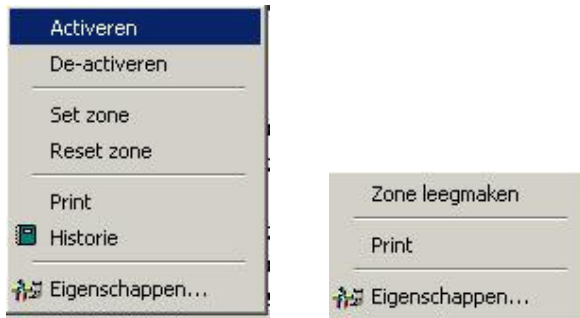 Activeren
De-activeren
Set zone
Reset zone
Print
Historie
Eigenschappen...
Zone leegmaken
Print
Eigenschappen...